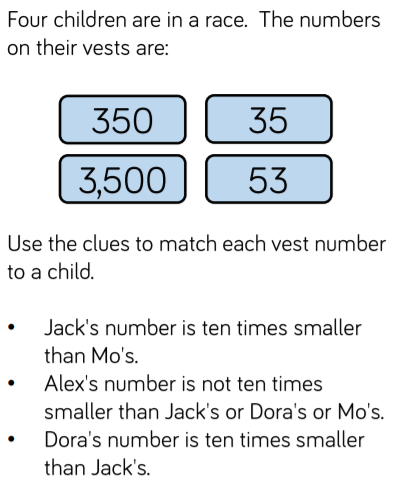 Four children are in a race.  The numbers
on their vests are:
350
35
3,500
53
Use the clues to match each vest number
to a child.
• Jack's number is ten times smaller
than Mo's.
• Alex's number is not ten times
smaller than Jack's or Dora's or Mo's.
• Dora's number is ten times smaller
than Jack's.